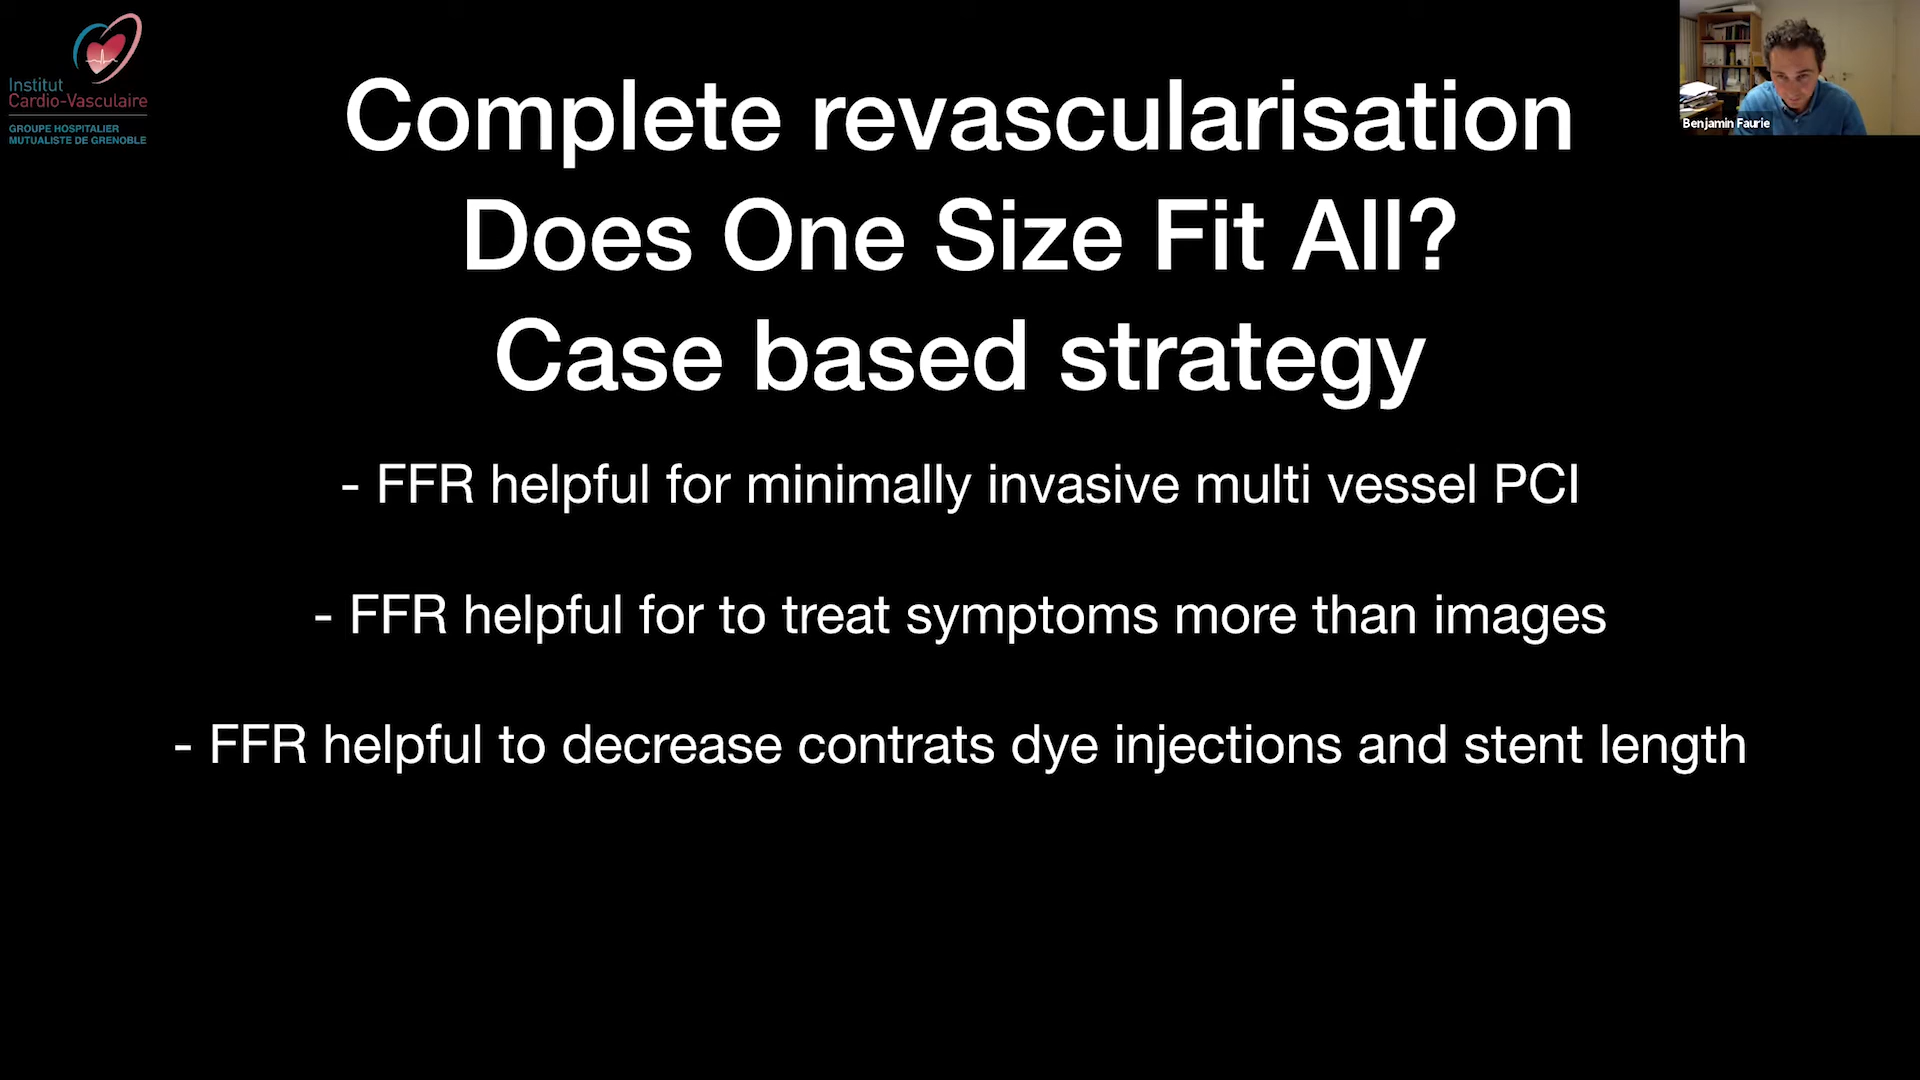 Institut
Cardio-Vasculaire
GROUPE HOSPITALIER
MUTUALISTE DE GRENOBLE
Complete revascularisation
Does One Size Fit All?
Case based strategy
- FFR helpful for minimally invasive multi vessel PCI
- FFR helpful for to treat symptoms more than images
- FFR helpful to decrease contrats dye injections and stent length
Benjamin Faurie